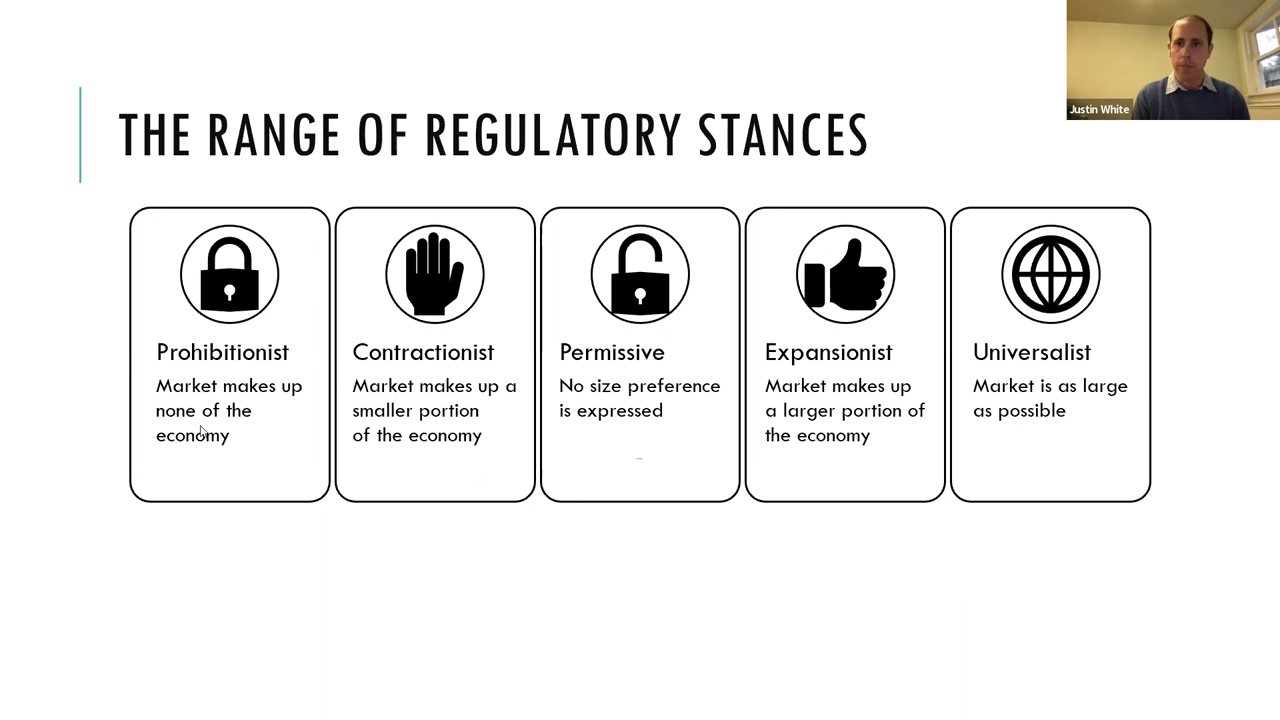 Justin White
THE RANGE OF REGULATORY STANCES
Prohibitionist
Market makes up
none of the
economy
Contractionist
Market makes up a
smaller portion
of the economy
Permissive
No size preference
is expressed
Expansionist
Market makes up
a larger portion of
the economy
Universalist
Market is as large
as possible